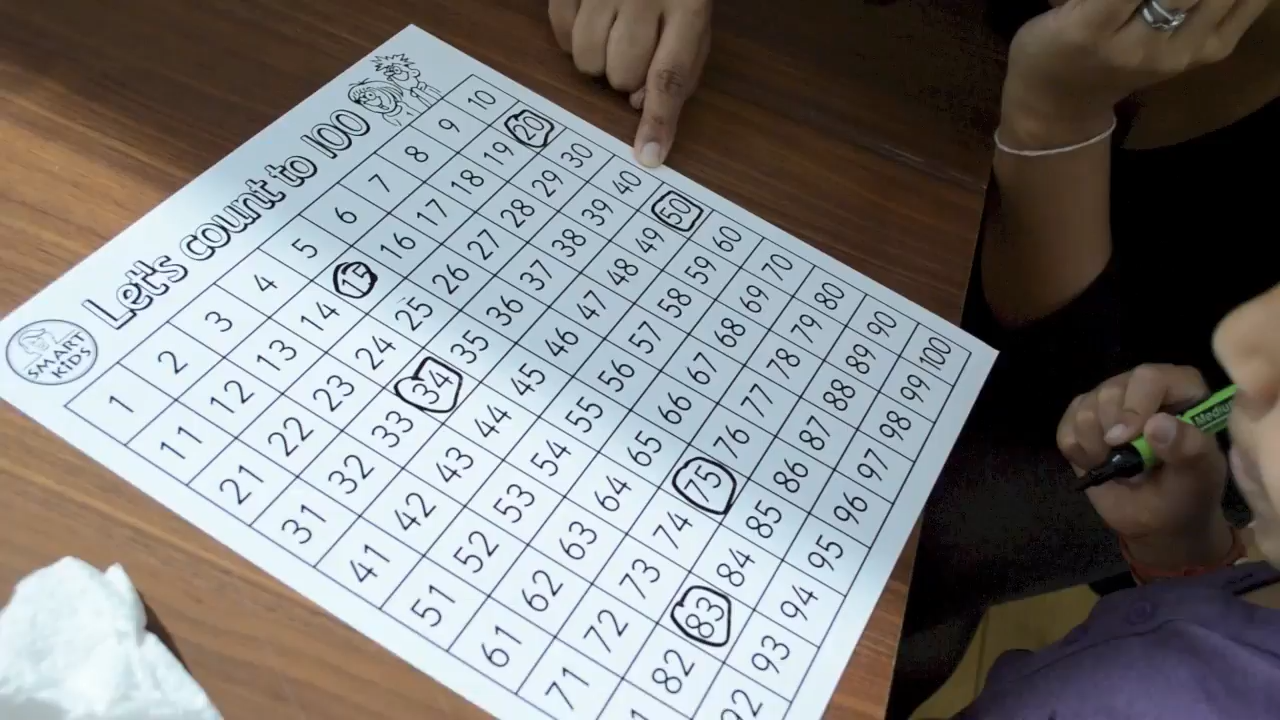 Let's count to 100
SMART
KIDS
1 2 3 4 5 6 7 8 9 10
11 12 13 14 15 16 17 18 19 20
21 22 23 24 25 26 27 28 29 30
31 32 33 34 35 36 37 38 39 40
41 42 43 44 45 46 47 48 49 50
51 52 53 54 55 56 57 58 59 60
61 62 63 64 65 66 67 68 69 70
71 72 73 74 75 76 77 78 79 80
82 83 84 85 86 87 88 89 90
92 93 94 95 96 97 98 99 100